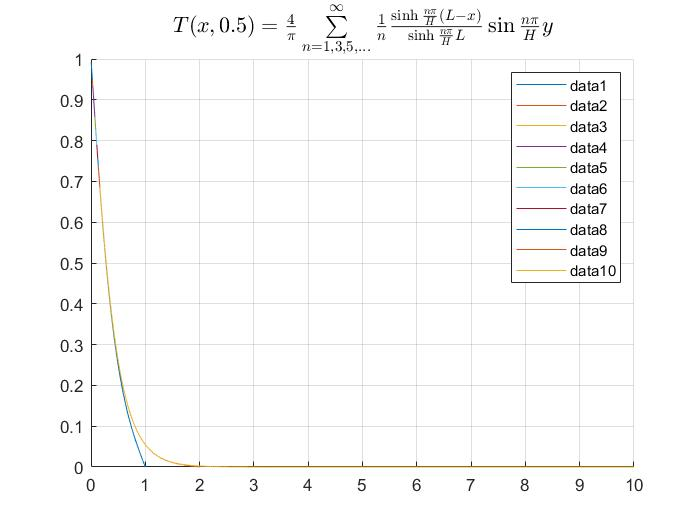 T(x, 0.5) = 4/π ∑_{n=1,3,5,...}^{∞} 1/n (sinh nπ/H (L−x))/(sinh nπ/H L) sin nπ/H y
1
0.9
0.8
0.7
0.6
0.5
0.4
0.3
0.2
0.1
0
data1
data2
data3
data4
data5
data6
data7
data8
data9
data10
0 1 2 3 4 5 6 7 8 9 10